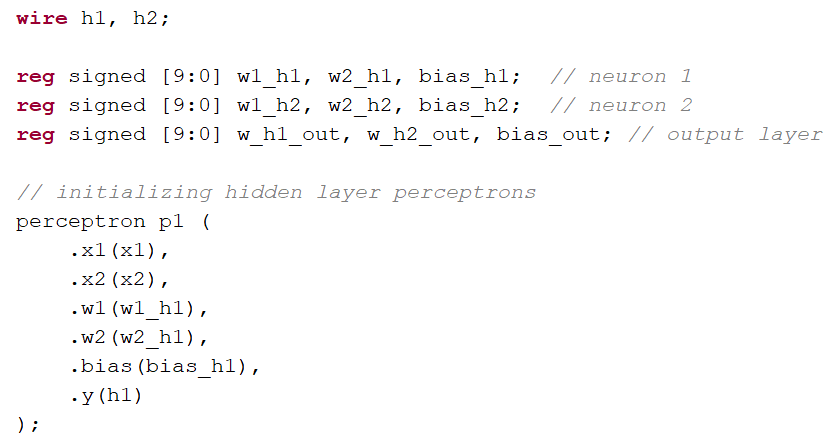 wire h1, h2;
reg signed [9:0] w1_h1, w2_h1, bias_h1;  // neuron 1
reg signed [9:0] w1_h2, w2_h2, bias_h2;  // neuron 2
reg signed [9:0] w_h1_out, w_h2_out, bias_out; // output layer
// initializing hidden layer perceptrons
perceptron p1 (
    .x1(x1),
    .x2(x2),
    .w1(w1_h1),
    .w2(w2_h1),
    .bias(bias_h1),
    .y(h1)
);